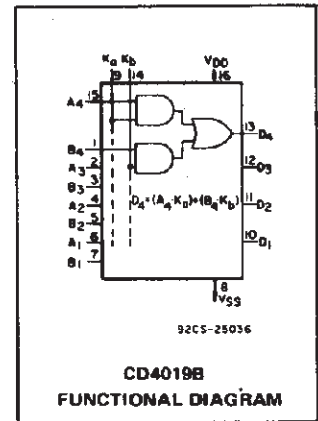 Ka Kb VDD
9 14 16
A4 15
13 D4
B4 1
A3 2
12 D3
B3 3
A2 4 D4=(A4·Ka)+(B4·Kb) 11 D2
B2 5
A1 6 10 D1
B1 7
8
VSS
92CS-25036
CD4019B
FUNCTIONAL DIAGRAM